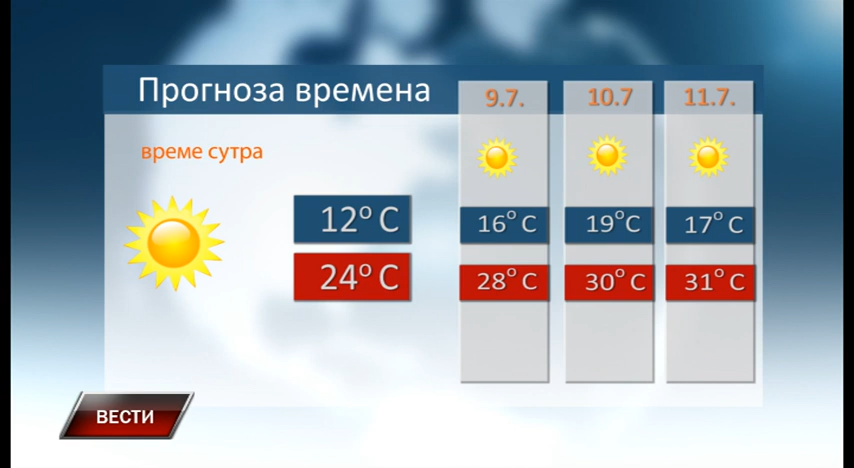 Прогноза времена
9.7.
10.7
11.7.
време сутра
12° C
16° C
19°C
17° C
24° C
28° C
30° C
31° C
ВЕСТИ